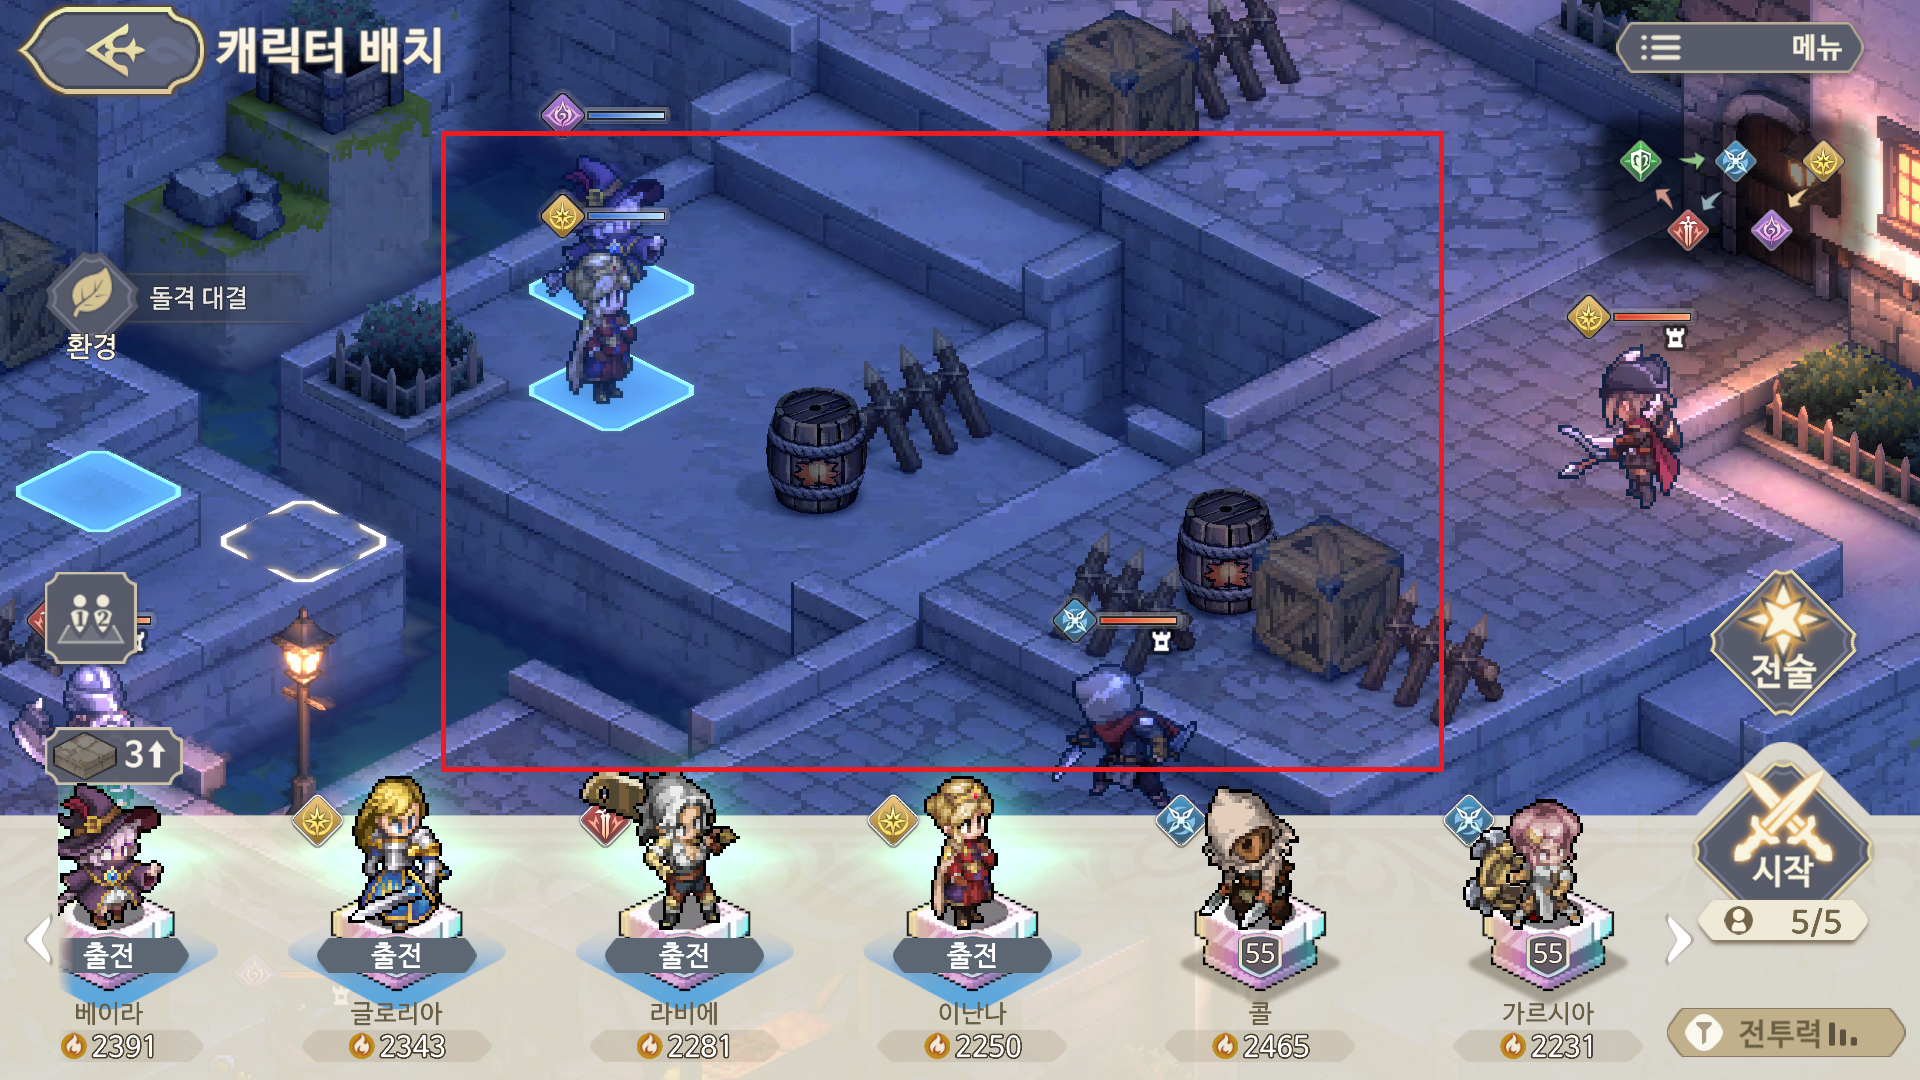 캐릭터 배치
메뉴
돌격 대결
환경
전술
3
시작
5/5
출전
출전
출전
출전
55
55
베이라
글로리아
라비에
이난나
콜
가르시아
2391
2343
2281
2250
2465
2231
전투력